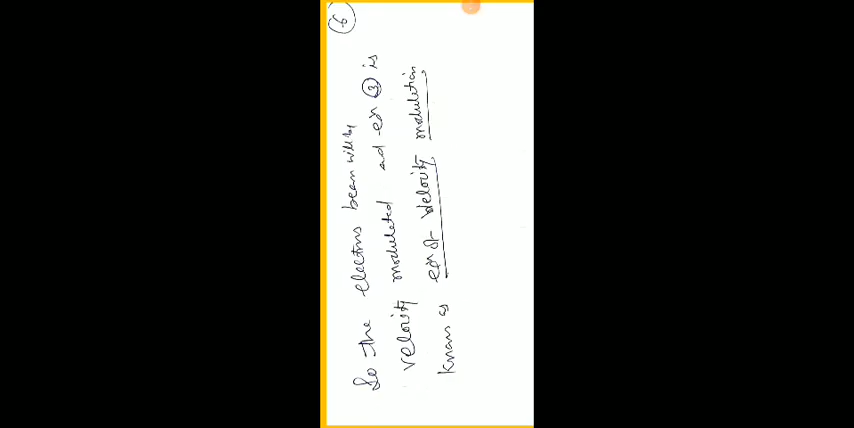 6
So the electrons beam will be
velocity modulated and eqn (3) is
known as eqn of velocity modulation.